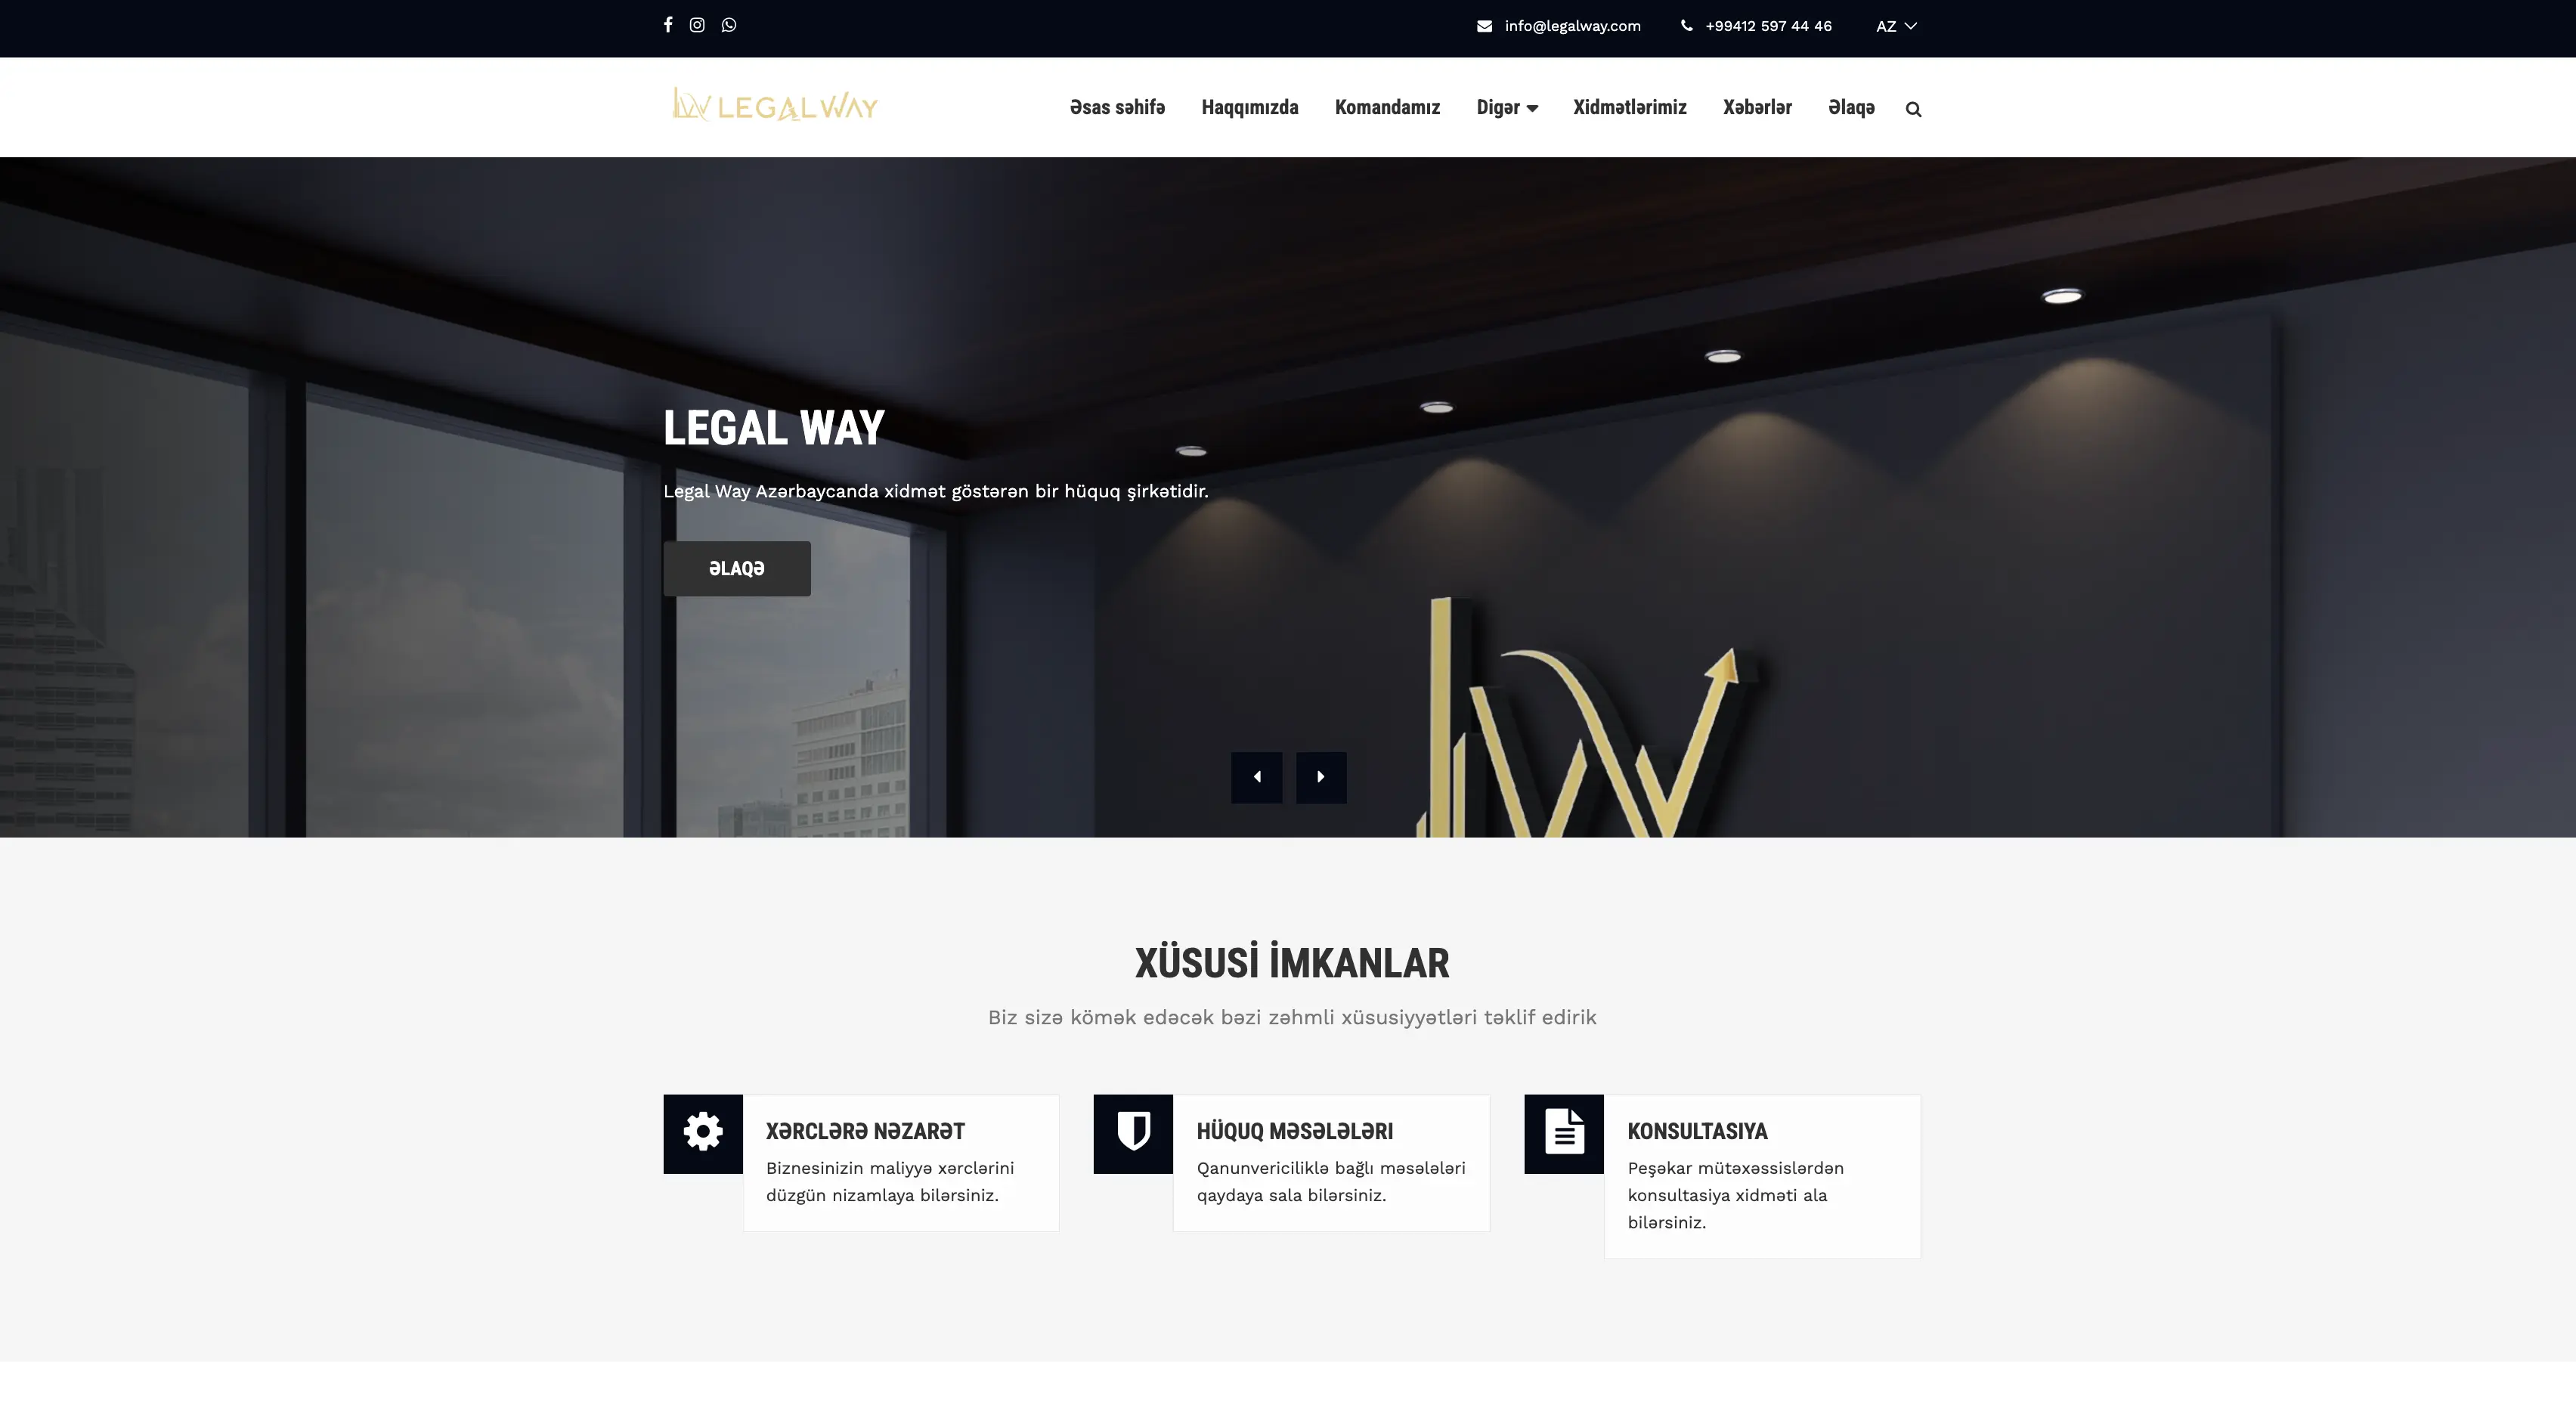 info@legalway.com
+99412 597 44 46
AZ
LEGALWAY
Əsas səhifə
Haqqımızda
Komandamız
Digər
Xidmətlərimiz
Xəbərlər
Əlaqə
LEGAL WAY
Legal Way Azərbaycanda xidmət göstərən bir hüquq şirkətidir.
ƏLAQƏ
XÜSUSİ İMKANLAR
Biz sizə kömək edəcək bəzi zəhmli xüsusiyyətləri təklif edirik
XƏRCLƏRƏ NƏZARƏT
Biznesinizin maliyyə xərclərini
düzgün nizamlaya bilərsiniz.
HÜQUQ MƏSƏLƏLƏRI
Qanunvericiliklə bağlı məsələləri
qaydaya sala bilərsiniz.
KONSULTASIYA
Peşəkar mütəxəssislərdən
konsultasiya xidməti ala
bilərsiniz.